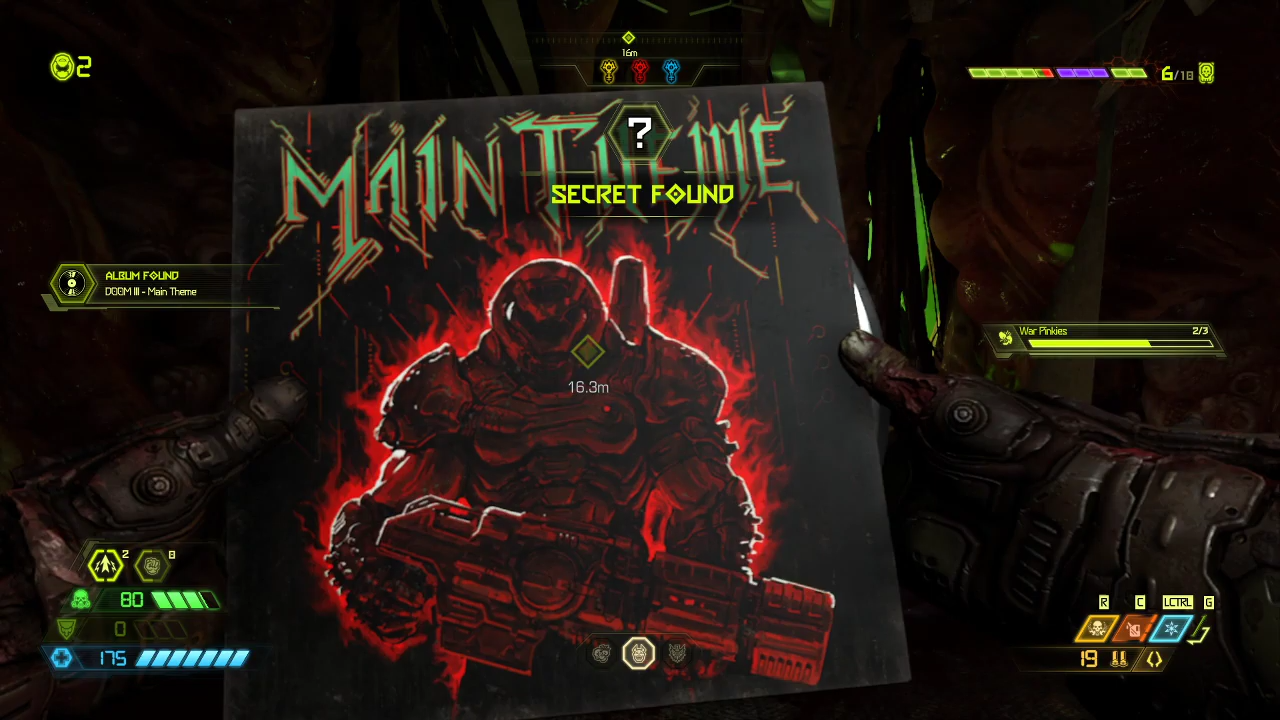 2
16m
6/18
MAIN THEME
?
SECRET FOUND
ALBUM FOUND
DOOM III - Main Theme
War Pinkies 2/3
16.3m
2 8
80
0
175
R C LCTRL G
19